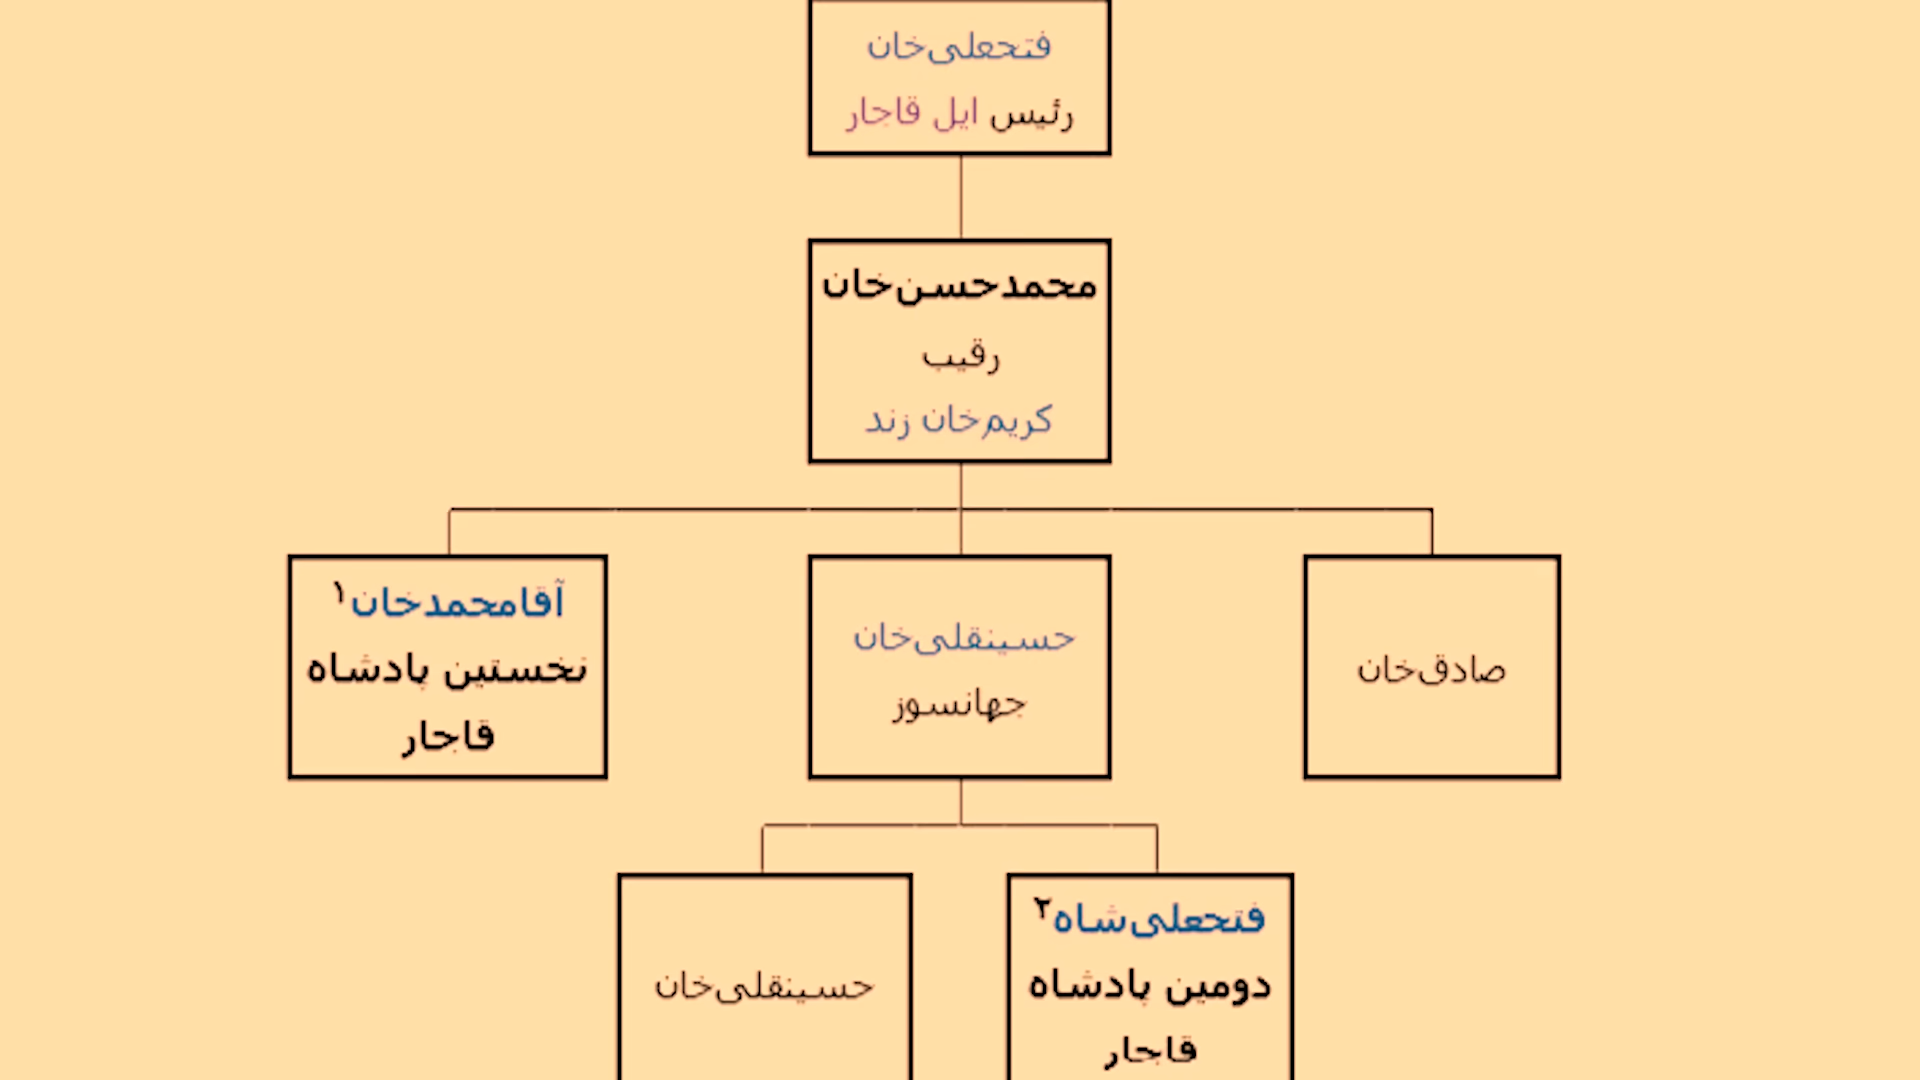 فتحعلی‌خان
رئیس ایل قاجار
محمدحسن‌خان
رقیب
کریم‌خان زند
صادق‌خان
حسینقلی‌خان
جهانسوز
آقامحمدخان۱
نخستین پادشاه
قاجار
فتحعلی‌شاه۲
دومین پادشاه
قاجار
حسینقلی‌خان